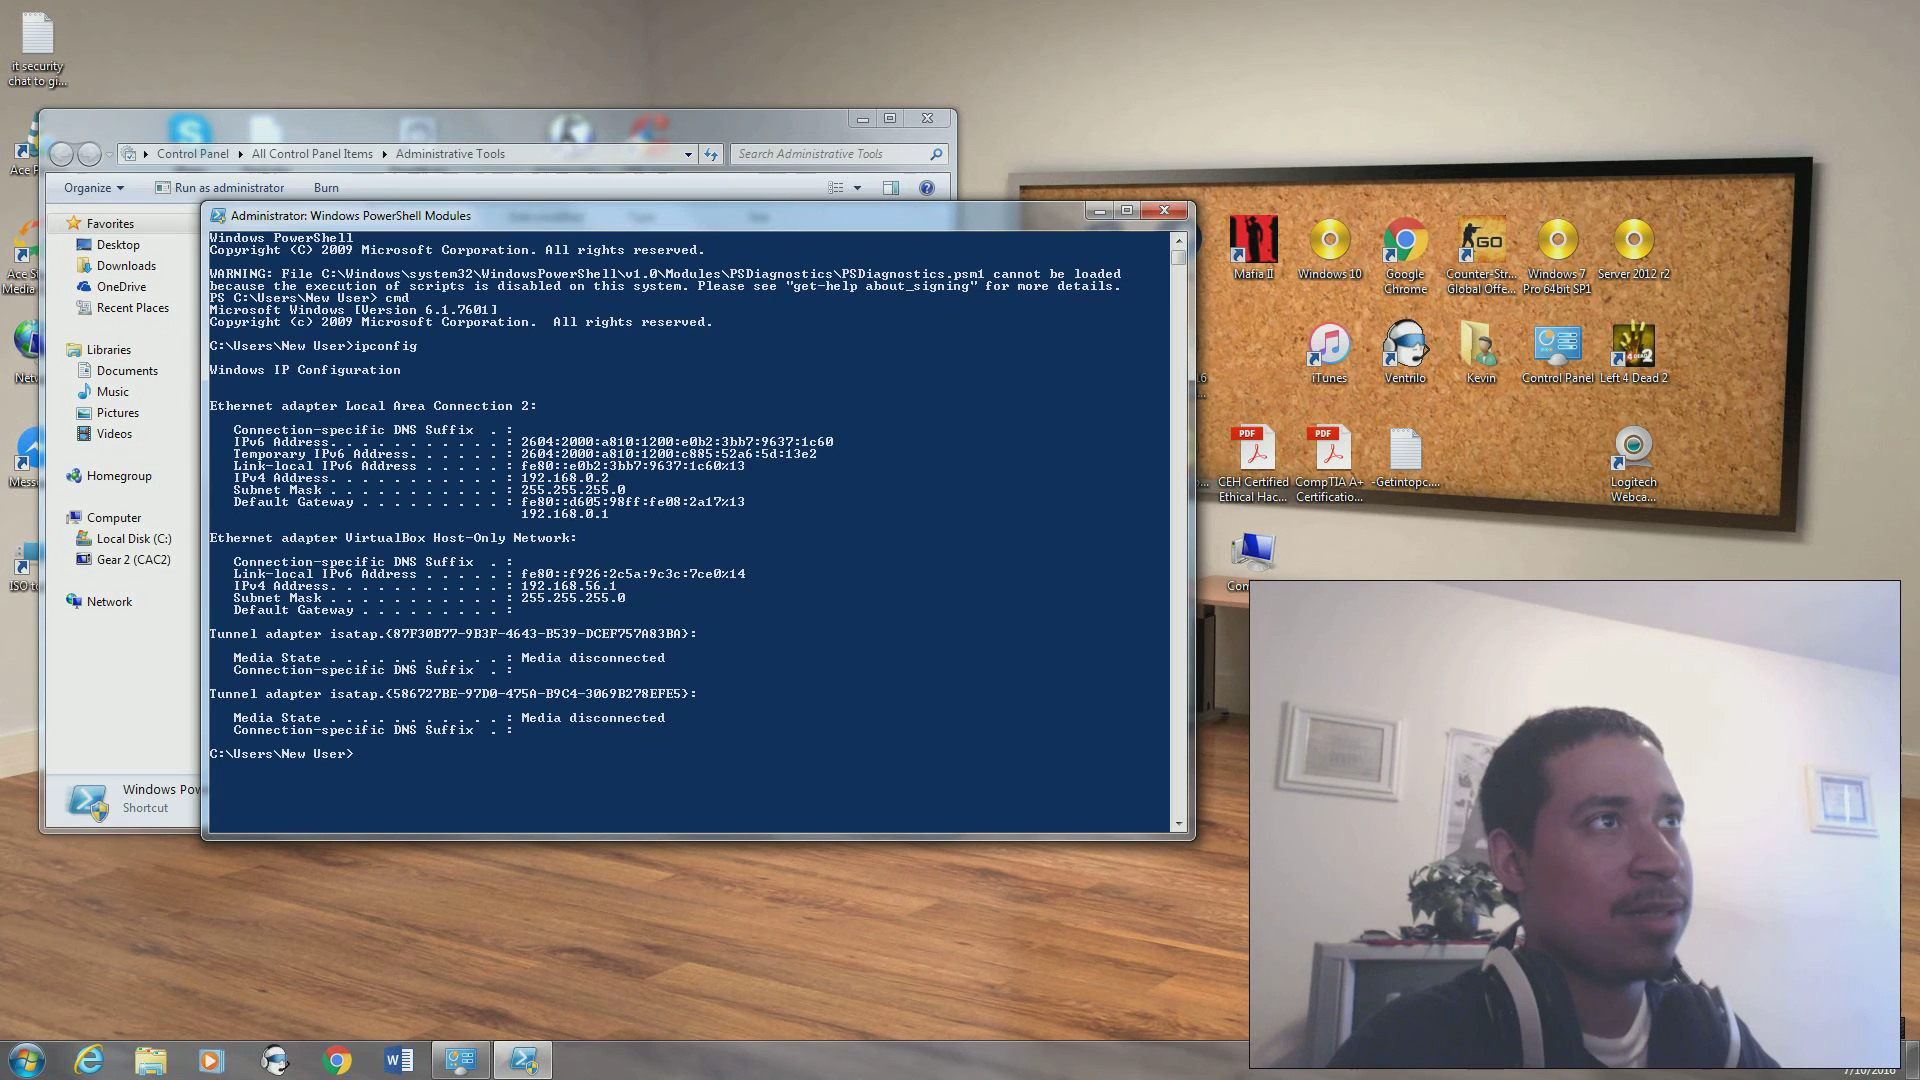 it security
chat to gi...
Control Panel
All Control Panel Items
Administrative Tools
Search Administrative Tools
Organize
Run as administrator
Burn
Favorites
Desktop
Downloads
OneDrive
Recent Places
Libraries
Documents
Music
Pictures
Videos
Homegroup
Computer
Local Disk (C:)
Gear 2 (CAC2)
Network
Windows Pow
Shortcut
Administrator: Windows PowerShell Modules
Windows PowerShell
Copyright (C) 2009 Microsoft Corporation. All rights reserved.
WARNING: File C:\Windows\system32\WindowsPowerShell\v1.0\Modules\PSDiagnostics\PSDiagnostics.psm1 cannot be loaded
because the execution of scripts is disabled on this system. Please see "get-help about_signing" for more details.
PS C:\Users\New User> cmd
Microsoft Windows [Version 6.1.7601]
Copyright (c) 2009 Microsoft Corporation.  All rights reserved.
C:\Users\New User>ipconfig
Windows IP Configuration
Ethernet adapter Local Area Connection 2:
Connection-specific DNS Suffix  . :
IPv6 Address. . . . . . . . . . . : 2604:2000:a810:1200:e0b2:3bb7:9637:1c60
Temporary IPv6 Address. . . . . . : 2604:2000:a810:1200:c885:52a6:5d:13e2
Link-local IPv6 Address . . . . . : fe80::e0b2:3bb7:9637:1c60%13
IPv4 Address. . . . . . . . . . . : 192.168.0.2
Subnet Mask . . . . . . . . . . . : 255.255.255.0
Default Gateway . . . . . . . . . : fe80::d605:98ff:fe08:2a17%13
192.168.0.1
Ethernet adapter VirtualBox Host-Only Network:
Connection-specific DNS Suffix  . :
Link-local IPv6 Address . . . . . : fe80::f926:2c5a:9c3c:7ce0%14
IPv4 Address. . . . . . . . . . . : 192.168.56.1
Subnet Mask . . . . . . . . . . . : 255.255.255.0
Default Gateway . . . . . . . . . :
Tunnel adapter isatap.{87F30B77-9B3F-4643-B539-DCEF757A83BA}:
Media State . . . . . . . . . . . : Media disconnected
Connection-specific DNS Suffix  . :
Tunnel adapter isatap.{586727BE-97D0-475A-B9C4-3069B278EFE5}:
Media State . . . . . . . . . . . : Media disconnected
Connection-specific DNS Suffix  . :
C:\Users\New User>
Mafia II
Windows 10
Google
Chrome
Counter-Str...
Global Offe...
Windows 7
Pro 64bit SP1
Server 2012 r2
iTunes
Ventrilo
Kevin
Control Panel
Left 4 Dead 2
CEH Certified
Ethical Hac...
CompTIA A+
Certificatio...
-Getintopc....
Logitech
Webca...
7/10/2016